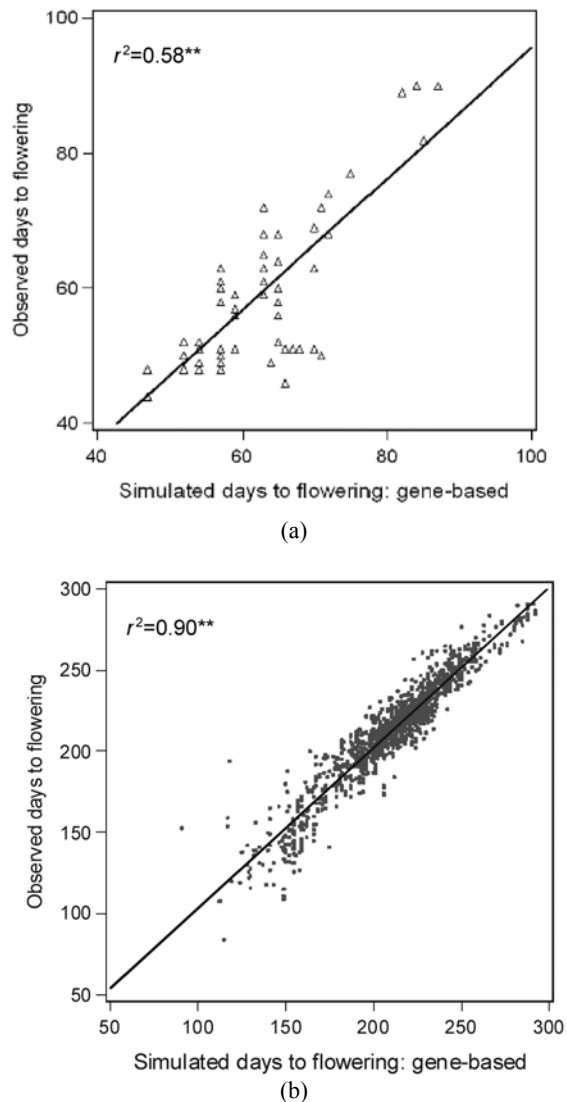 100
r²=0.58**
80
60
40
Observed days to flowering
40 60 80 100
Simulated days to flowering: gene-based
(a)
300
r²=0.90**
250
200
150
100
50
Observed days to flowering
50 100 150 200 250 300
Simulated days to flowering: gene-based
(b)